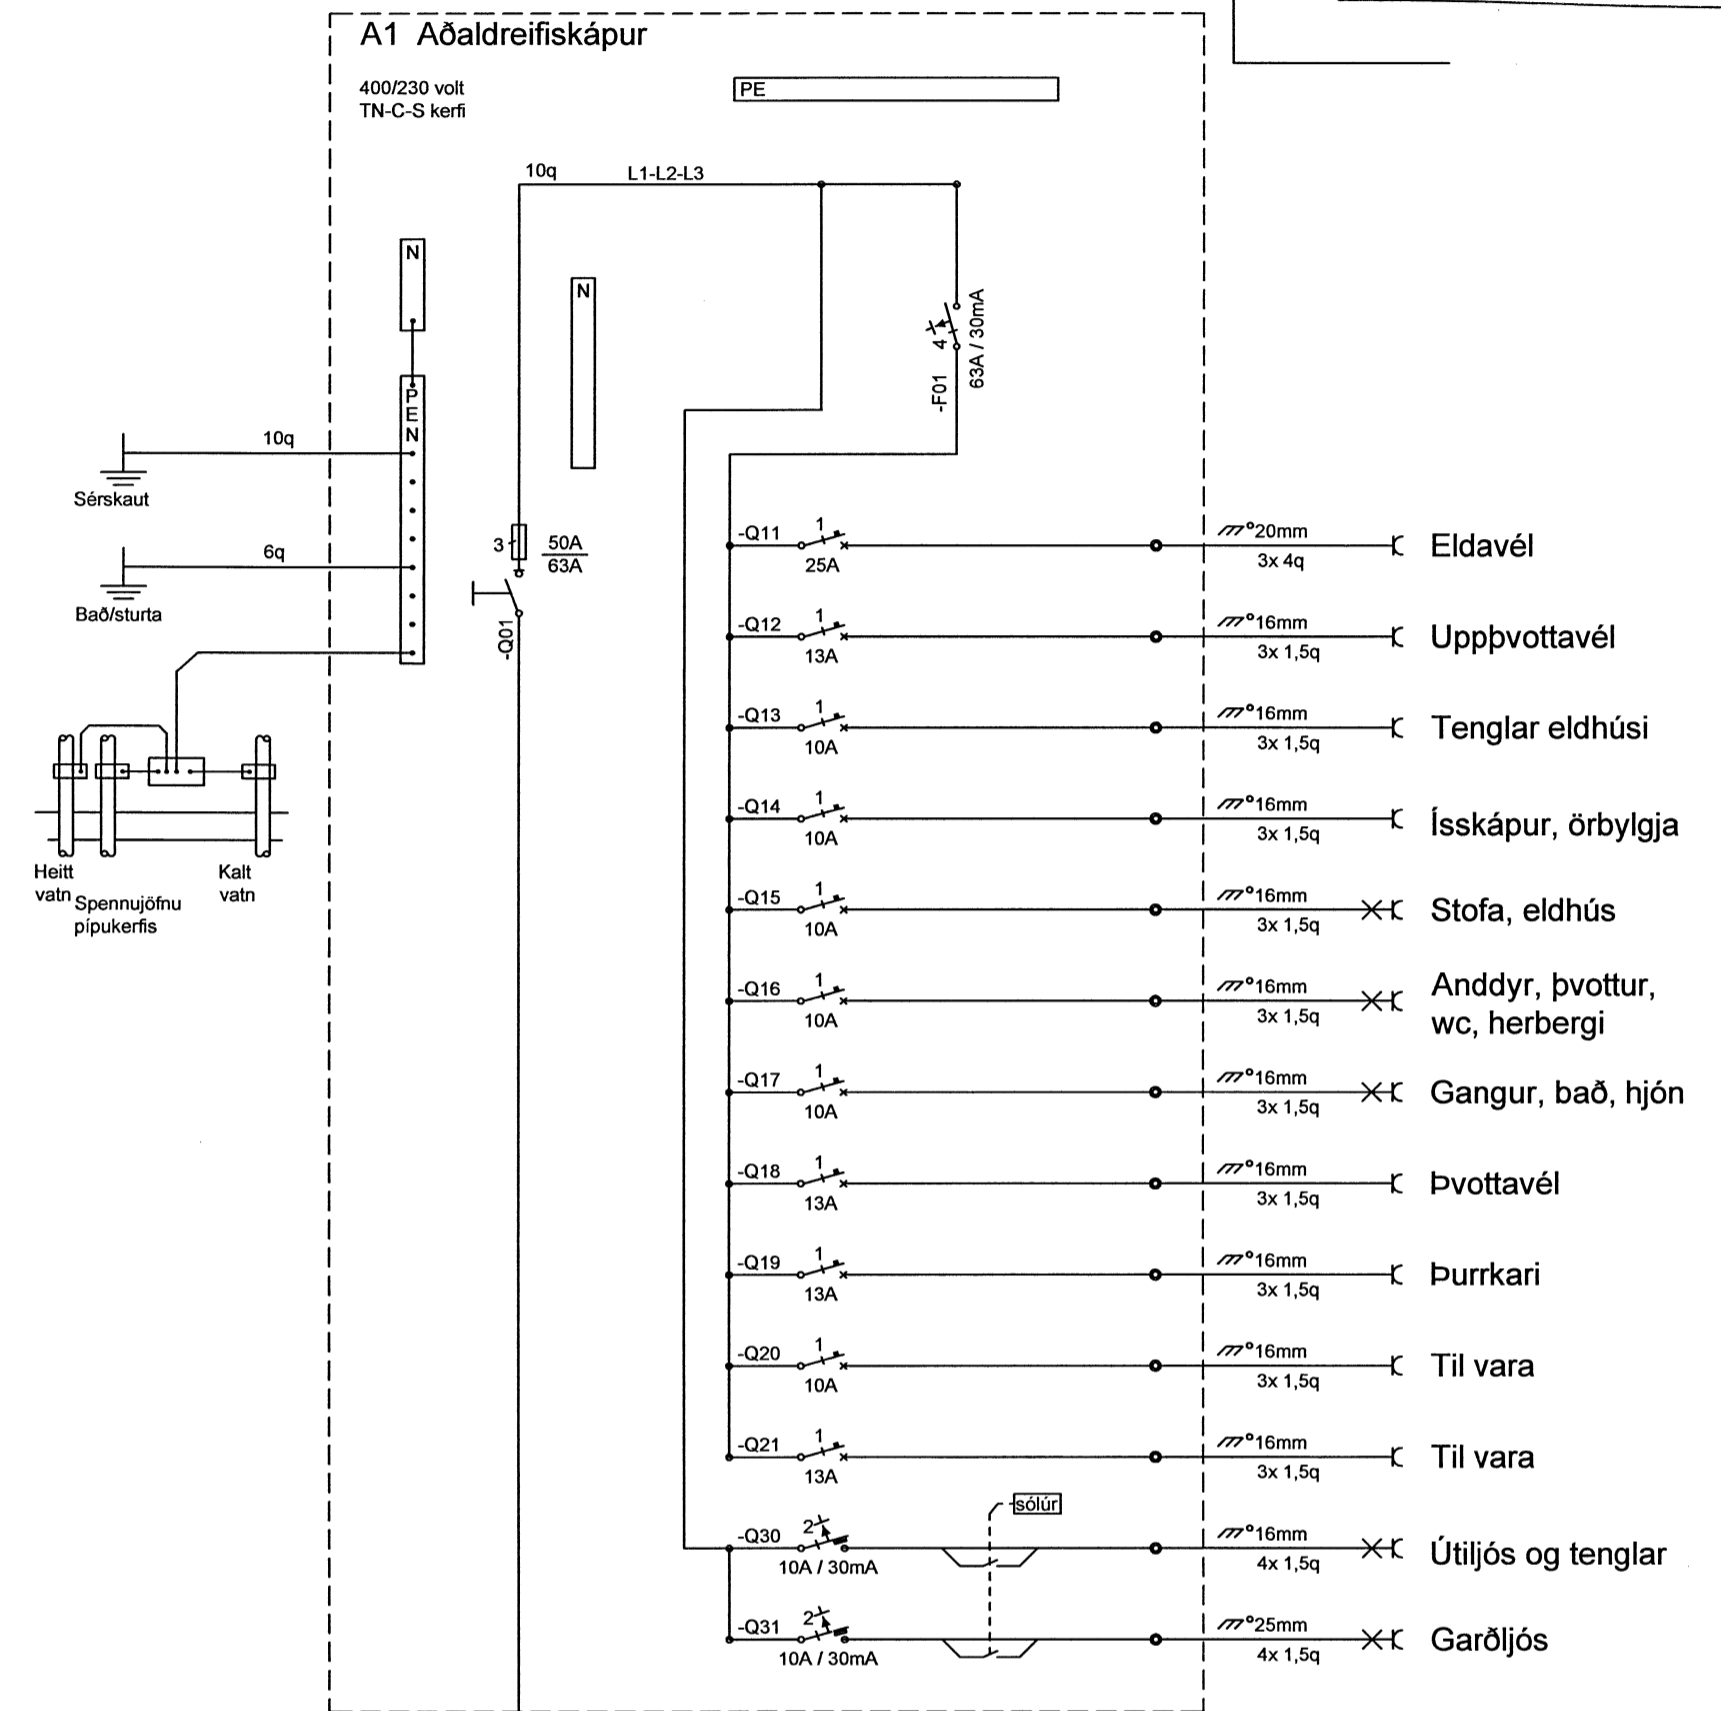 A1 Aðaldreifiskápur
400/230 volt
TN-C-S kerfi
PE
10q
L1-L2-L3
N
N
PEN
4
-F01
63A / 30mA
10q
Sérskaut
6q
Bað/sturta
3
50A
63A
-Q01
Heitt
vatn
Spennujöfnu
pípukerfis
Kalt
vatn
-Q11
1
25A
20mm
3x 4q
Eldavél
-Q12
1
13A
16mm
3x 1,5q
Uppþvottavél
-Q13
1
10A
16mm
3x 1,5q
Tenglar eldhúsi
-Q14
1
10A
16mm
3x 1,5q
Ísskápur, örbylgja
-Q15
1
10A
16mm
3x 1,5q
Stofa, eldhús
-Q16
1
10A
16mm
3x 1,5q
Anddyr, þvottur,
wc, herbergi
-Q17
1
10A
16mm
3x 1,5q
Gangur, bað, hjón
-Q18
1
13A
16mm
3x 1,5q
Þvottavél
-Q19
1
13A
16mm
3x 1,5q
Þurrkari
-Q20
1
10A
16mm
3x 1,5q
Til vara
-Q21
1
13A
16mm
3x 1,5q
Til vara
sólúr
-Q30
2
10A / 30mA
16mm
4x 1,5q
Útiljós og tenglar
-Q31
2
10A / 30mA
25mm
4x 1,5q
Garðljós